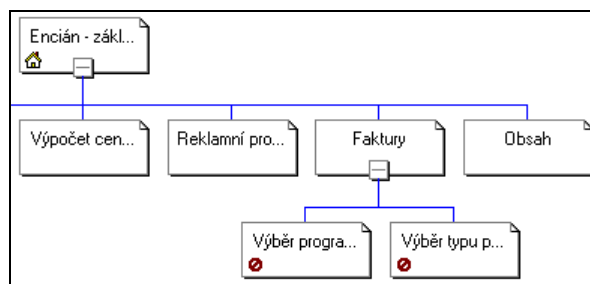 Encián - zákl...
Výpočet cen...
Reklamní pro...
Faktury
Obsah
Výběr progra...
Výběr typu p...